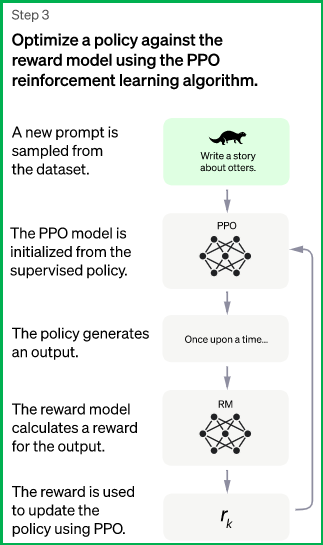 Step 3
Optimize a policy against the
reward model using the PPO
reinforcement learning algorithm.
A new prompt is
sampled from
the dataset.
Write a story
about otters.
The PPO model is
initialized from the
supervised policy.
PPO
The policy generates
an output.
Once upon a time...
The reward model
calculates a reward
for the output.
RM
The reward is used
to update the
policy using PPO.
rk